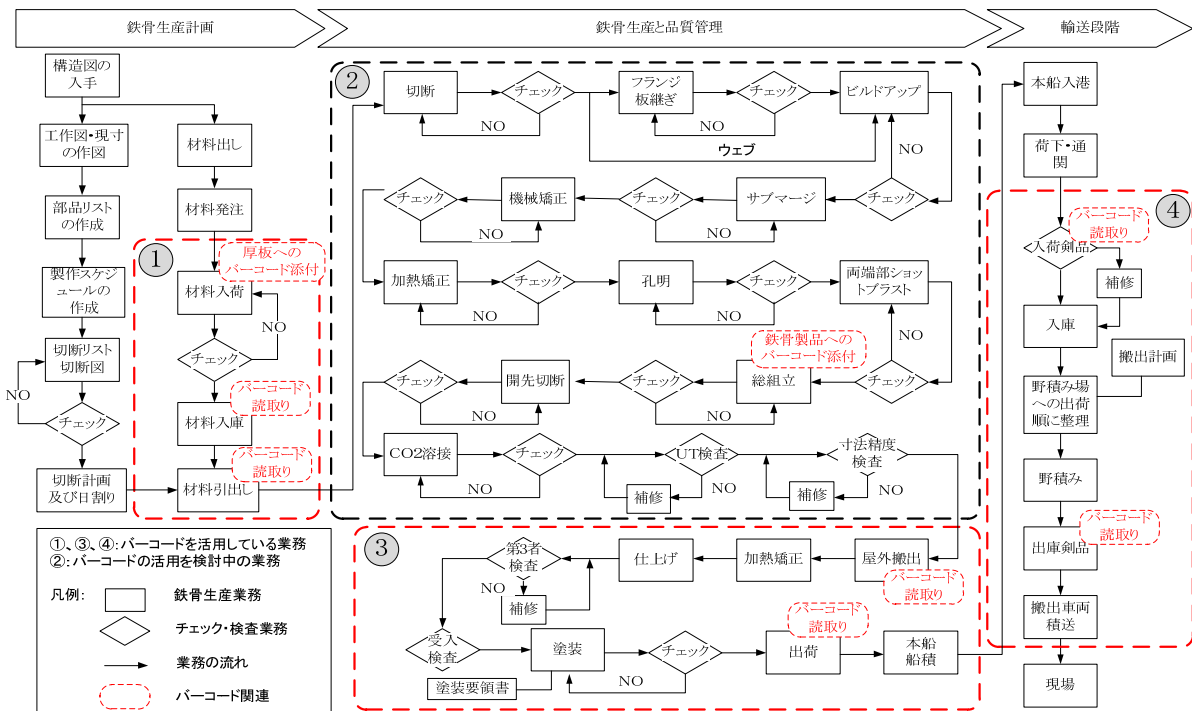 鉄骨生産計画
鉄骨生産と品質管理
輸送段階
構造図の
入手
工作図・現寸
の作図
部品リスト
の作成
製作スケジ
ュールの
作成
切断リスト
切断図
NO
チェック
切断計画
及び日割り
材料出し
材料発注
①
厚板への
バーコード添付
材料入荷
NO
チェック
バーコード
読取り
材料入庫
バーコード
読取り
材料引出し
②
切断
チェック
NO
フランジ
板継ぎ
チェック
NO
ビルドアップ
ウェブ
NO
チェック
機械矯正
チェック
サブマージ
チェック
NO
NO
加熱矯正
チェック
孔明
チェック
両端部ショッ
トブラスト
NO
NO
鉄骨製品への
バーコード添付
NO
チェック
開先切断
チェック
総組立
チェック
NO
NO
CO2溶接
チェック
NO
UT検査
補修
NO
寸法精度
検査
補修
NO
③
第3者
検査
NO
補修
仕上げ
加熱矯正
屋外搬出
バーコード
読取り
受入
検査
塗装
塗装要領書
チェック
NO
バーコード
読取り
出荷
本船
船積
本船入港
荷下・通
関
④
バーコード
読取り
入荷剣品
補修
入庫
搬出計画
野積み場
への出荷
順に整理
野積み
バーコード
読取り
出庫剣品
搬出車両
積送
現場
①、③、④：バーコードを活用している業務
②：バーコードの活用を検討中の業務
凡例：
鉄骨生産業務
チェック・検査業務
業務の流れ
バーコード関連